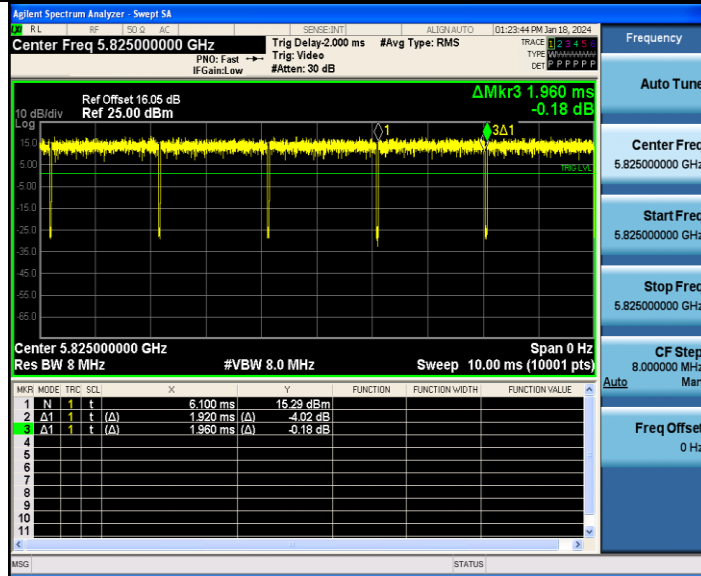 Agilent Spectrum Analyzer - Swept SA
RL RF 50 Ω AC SENSE:INT ALIGNAUTO 01:23:44 PM Jan 18, 2024
Center Freq 5.825000000 GHz
PNO: Fast
IFGain:Low
Trig Delay-2.000 ms
Trig: Video
#Atten: 30 dB
#Avg Type: RMS
TRACE 1 2 3 4 5 6
TYPE WWWWWW
DET P P P P P P
ΔMkr3 1.960 ms
-0.18 dB
Ref Offset 16.05 dB
10 dB/div Ref 25.00 dBm
Log
15.0
5.00
-5.00
-15.0
-25.0
-35.0
-45.0
-55.0
-65.0
1
3Δ1
TRIG LVL
Center 5.825000000 GHz Span 0 Hz
Res BW 8 MHz #VBW 8.0 MHz Sweep 10.00 ms (10001 pts)
MKR MODE TRC SCL X Y FUNCTION FUNCTION WIDTH FUNCTION VALUE
1 N 1 t 6.100 ms 15.29 dBm
2 Δ1 1 t (Δ) 1.920 ms (Δ) -4.02 dB
3 Δ1 1 t (Δ) 1.960 ms (Δ) -0.18 dB
4
5
6
7
8
9
10
11
MSG STATUS
Frequency
Auto Tune
Center Freq
5.825000000 GHz
Start Freq
5.825000000 GHz
Stop Freq
5.825000000 GHz
CF Step
8.000000 MHz
Auto Man
Freq Offset
0 Hz